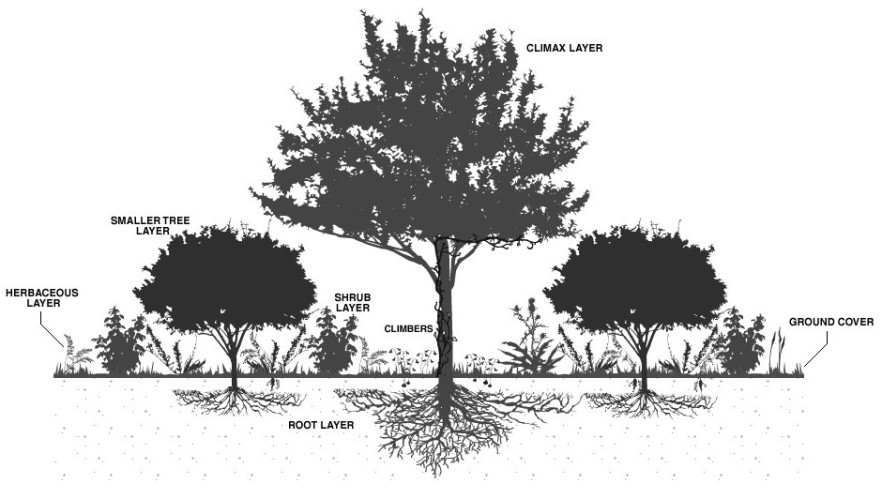 CLIMAX LAYER
SMALLER TREE
LAYER
HERBACEOUS
LAYER
SHRUB
LAYER
CLIMBERS
GROUND COVER
ROOT LAYER